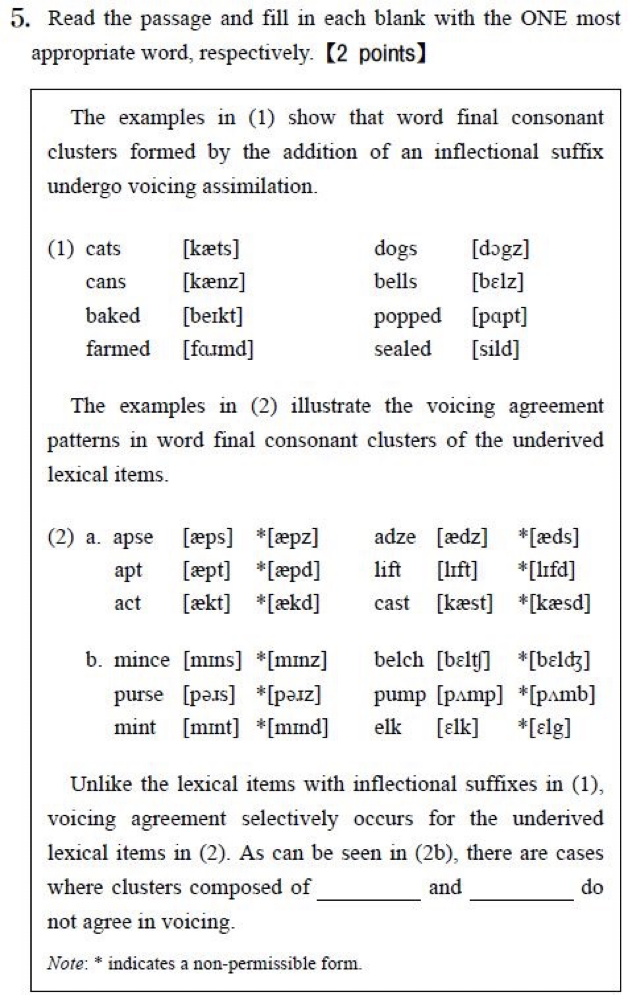 5. Read the passage and fill in each blank with the ONE most
appropriate word, respectively.【2 points】
The examples in (1) show that word final consonant
clusters formed by the addition of an inflectional suffix
undergo voicing assimilation.
(1) cats [kæts] dogs [dɔgz]
cans [kænz] bells [bɛlz]
baked [beɪkt] popped [pɑpt]
farmed [fɑɹmd] sealed [sild]
The examples in (2) illustrate the voicing agreement
patterns in word final consonant clusters of the underived
lexical items.
(2) a. apse [æps] *[æpz] adze [ædz] *[æds]
apt [æpt] *[æpd] lift [lɪft] *[lɪfd]
act [ækt] *[ækd] cast [kæst] *[kæsd]
b. mince [mɪns] *[mɪnz] belch [bɛltʃ] *[bɛldʒ]
purse [pəɹs] *[pəɹz] pump [pʌmp] *[pʌmb]
mint [mɪnt] *[mɪnd] elk [ɛlk] *[ɛlg]
Unlike the lexical items with inflectional suffixes in (1),
voicing agreement selectively occurs for the underived
lexical items in (2). As can be seen in (2b), there are cases
where clusters composed of ________ and ________ do
not agree in voicing.
Note: * indicates a non-permissible form.